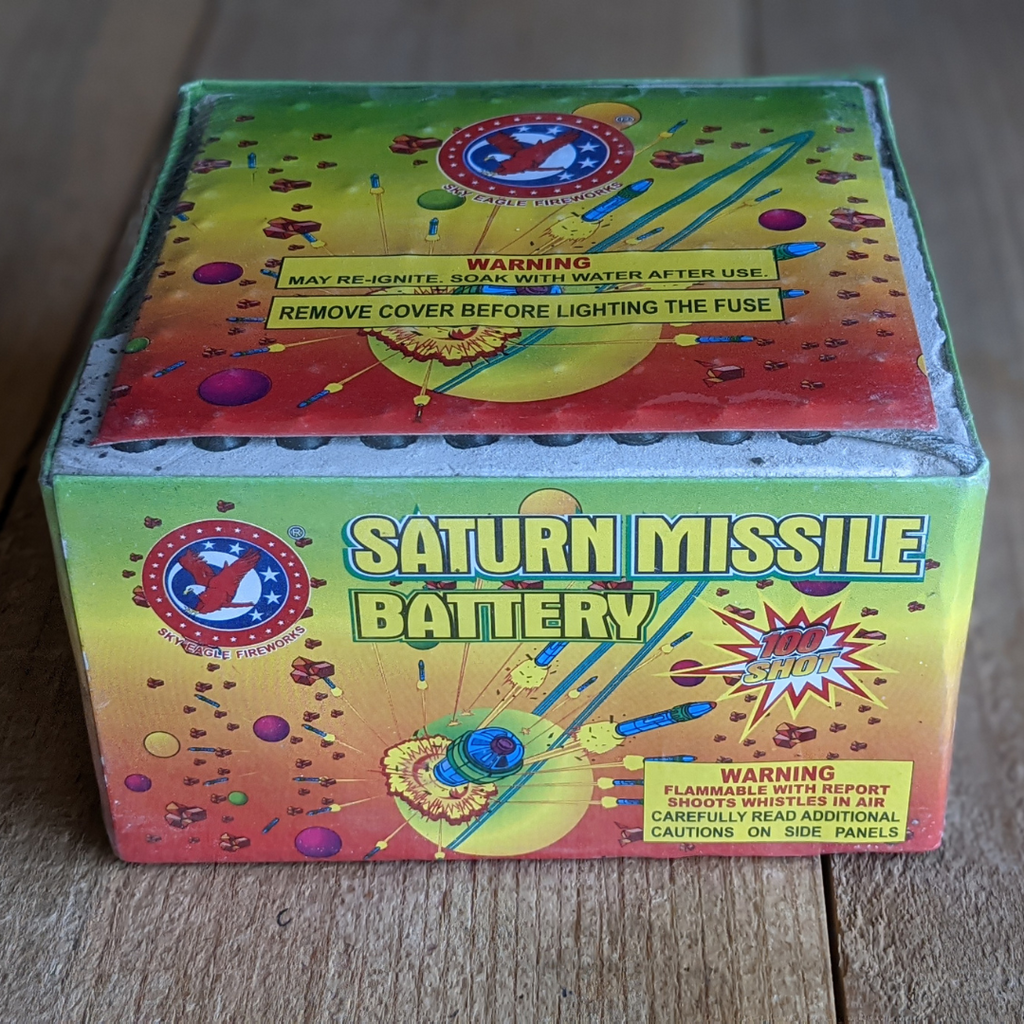 SKY EAGLE FIREWORKS
WARNING
MAY RE-IGNITE. SOAK WITH WATER AFTER USE.
REMOVE COVER BEFORE LIGHTING THE FUSE
®
SKY EAGLE FIREWORKS
SATURN MISSILE
BATTERY
100
SHOT
WARNING
FLAMMABLE WITH REPORT
SHOOTS WHISTLES IN AIR
CAREFULLY READ ADDITIONAL
CAUTIONS ON SIDE PANELS